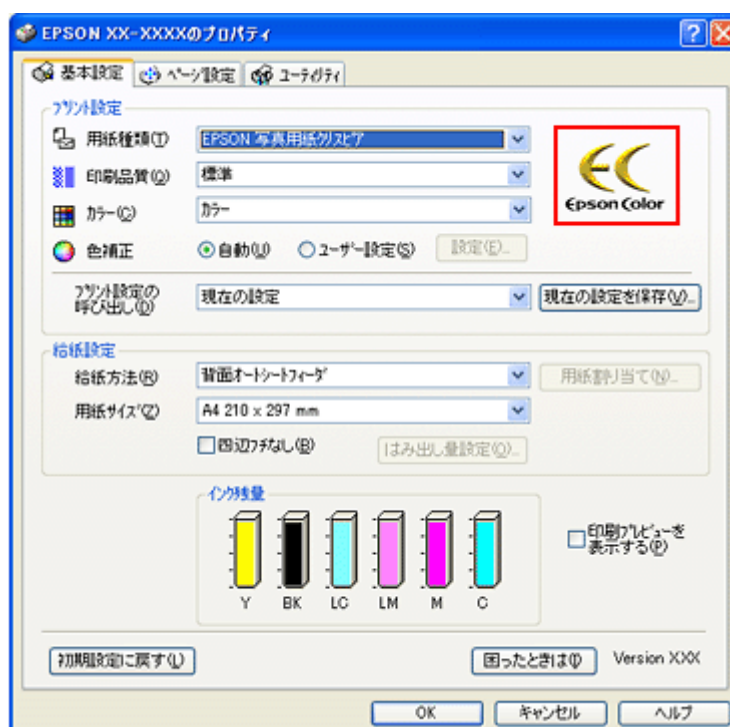 EPSON XX-XXXXのプロパティ
基本設定 ページ設定 ユーティリティ
プリント設定
用紙種類(T) EPSON 写真用紙クリスピア
印刷品質(Q) 標準
カラー(C) カラー
Epson Color
色補正 自動(U) ユーザー設定(S) 設定(E)...
プリント設定の
呼び出し(D) 現在の設定 現在の設定を保存(V)...
給紙設定
給紙方法(R) 背面オートシートフィーダ 用紙割り当て(N)...
用紙サイズ(Z) A4 210 x 297 mm
四辺フチなし(B) はみ出し量設定(O)...
インク残量
Y BK LC LM M C
印刷プレビューを
表示する(P)
初期設定に戻す(L) 困ったときは(I) Version X.XX
OK キャンセル ヘルプ